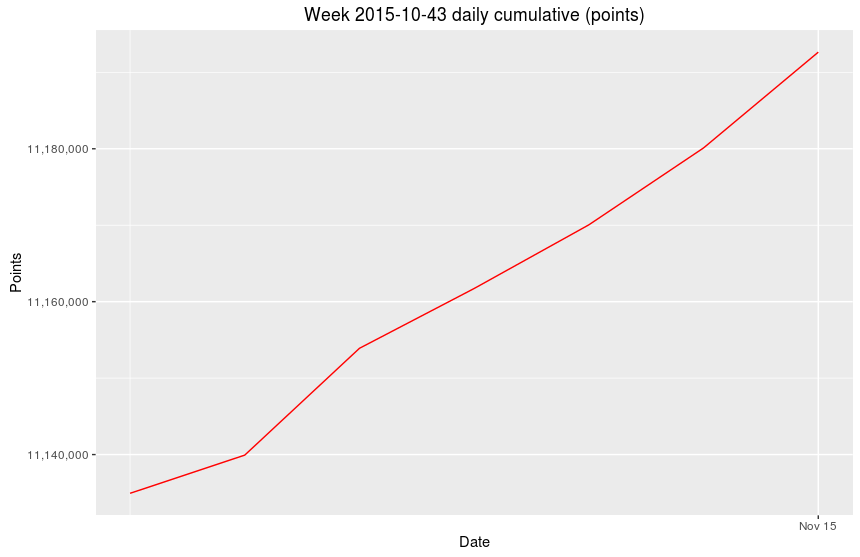 Week 2015-10-43 daily cumulative (points)
11,180,000
11,160,000
11,140,000
Points
Nov 15
Date